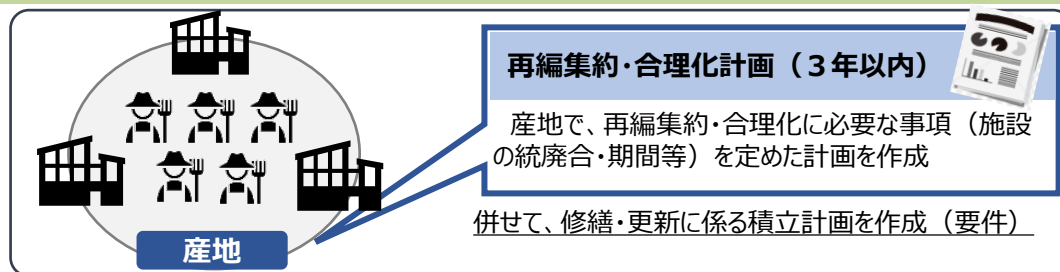 再編集約・合理化計画（３年以内）
産地で、再編集約・合理化に必要な事項（施設
の統廃合・期間等）を定めた計画を作成
併せて、修繕・更新に係る積立計画を作成（要件）
産地